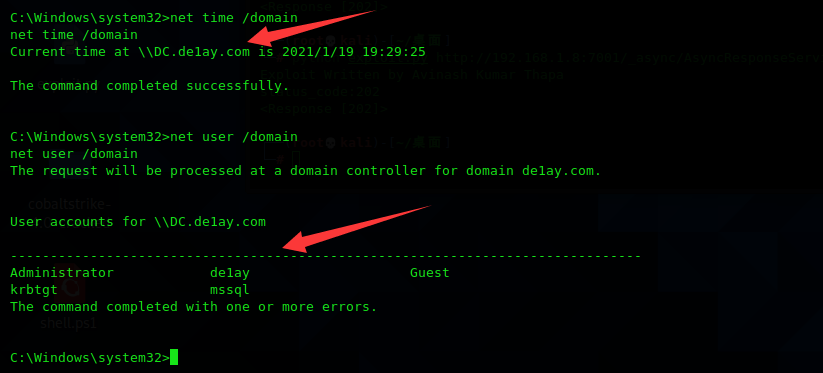 C:\Windows\system32>net time /domain
net time /domain
Current time at \\DC.de1ay.com is 2021/1/19 19:29:25
The command completed successfully.
C:\Windows\system32>net user /domain
net user /domain
The request will be processed at a domain controller for domain de1ay.com.
User accounts for \\DC.de1ay.com
-------------------------------------------------------------------------------
Administrator de1ay Guest
krbtgt mssql
The command completed with one or more errors.
C:\Windows\system32>
cobaltstrike-
shell.ps1